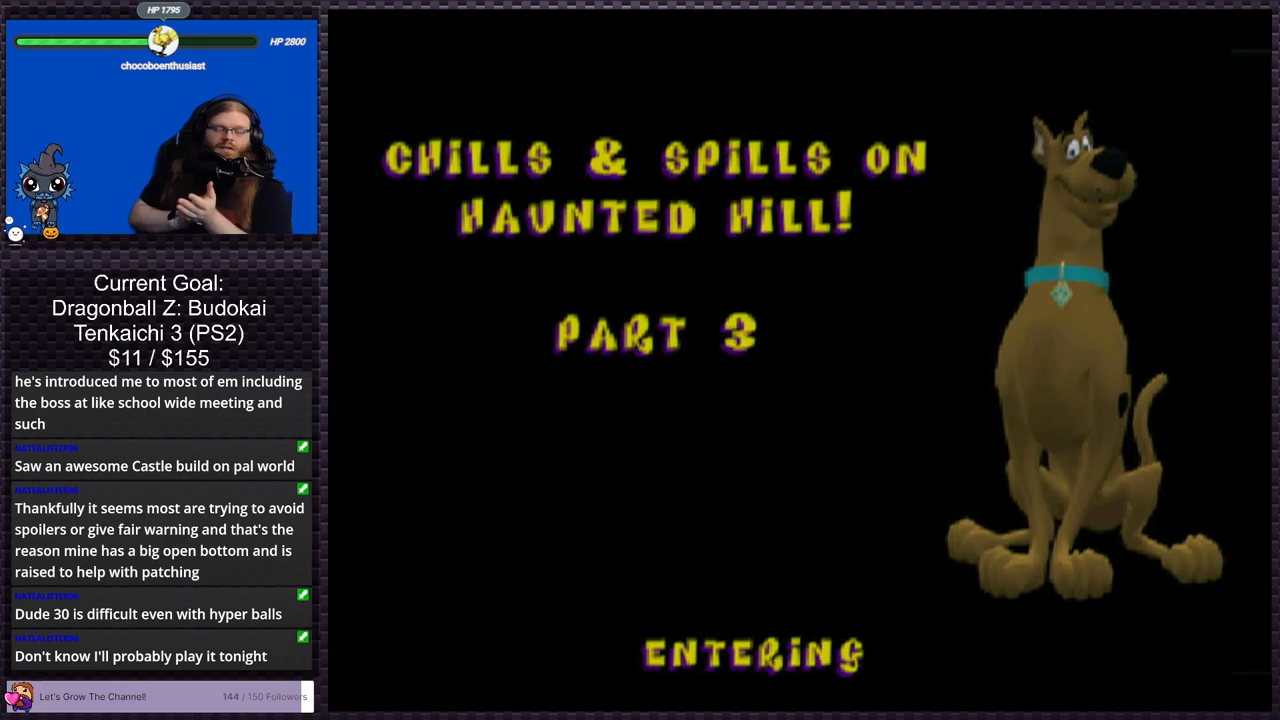 HP 1795
HP 2800
chocoboenthusiast
Current Goal:
Dragonball Z: Budokai
Tenkaichi 3 (PS2)
$11 / $155
he's introduced me to most of em including
the boss at like school wide meeting and
such
NATEALISTER96
Saw an awesome Castle build on pal world
NATEALISTER96
Thankfully it seems most are trying to avoid
spoilers or give fair warning and that's the
reason mine has a big open bottom and is
raised to help with patching
NATEALISTER96
Dude 30 is difficult even with hyper balls
NATEALISTER96
Don't know I'll probably play it tonight
Let's Grow The Channel!
144 / 150 Followers
CHILLS & SPILLS ON
HAUNTED HILL!
PART 3
ENTERING